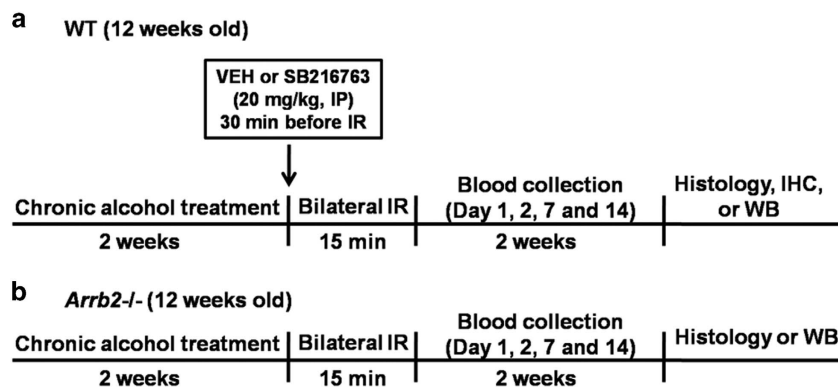 a
WT (12 weeks old)
VEH or SB216763
(20 mg/kg, IP)
30 min before IR
Chronic alcohol treatment
2 weeks
Bilateral IR
15 min
Blood collection
(Day 1, 2, 7 and 14)
2 weeks
Histology, IHC,
or WB
b
Arrb2-/- (12 weeks old)
Chronic alcohol treatment
2 weeks
Bilateral IR
15 min
Blood collection
(Day 1, 2, 7 and 14)
2 weeks
Histology or WB